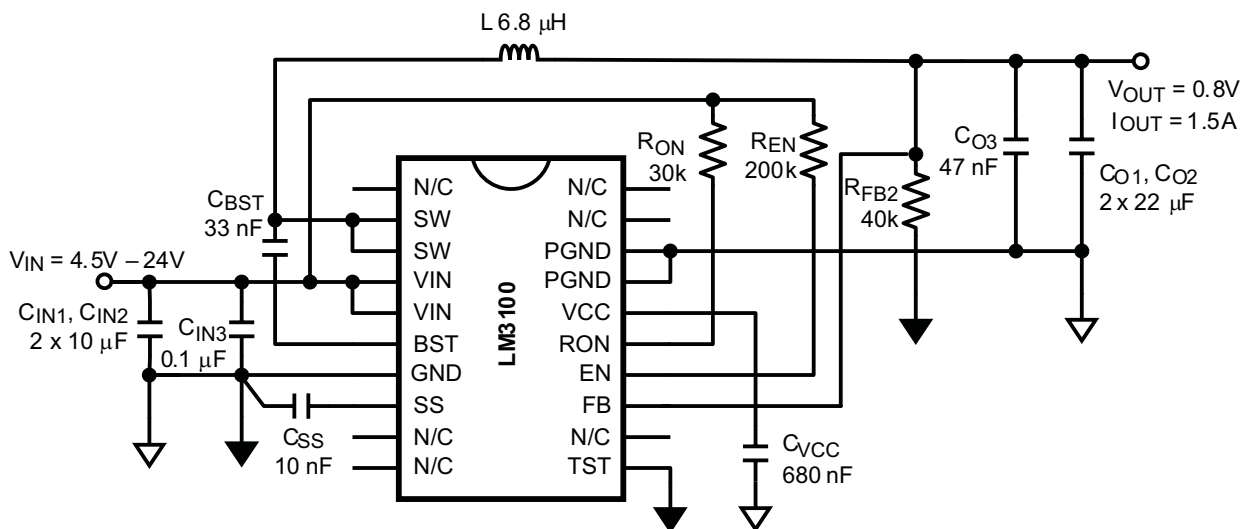 L 6.8 μH
VOUT = 0.8V
IOUT = 1.5A
RON
30k
REN
200k
CO3
47 nF
CO1, CO2
2 x 22 μF
RFB2
40k
CBST
33 nF
VIN = 4.5V – 24V
CIN1, CIN2
2 x 10 μF
CIN3
0.1 μF
CSS
10 nF
N/C
SW
SW
VIN
VIN
BST
GND
SS
N/C
N/C
LM3100
N/C
N/C
PGND
PGND
VCC
RON
EN
FB
N/C
TST
CVCC
680 nF